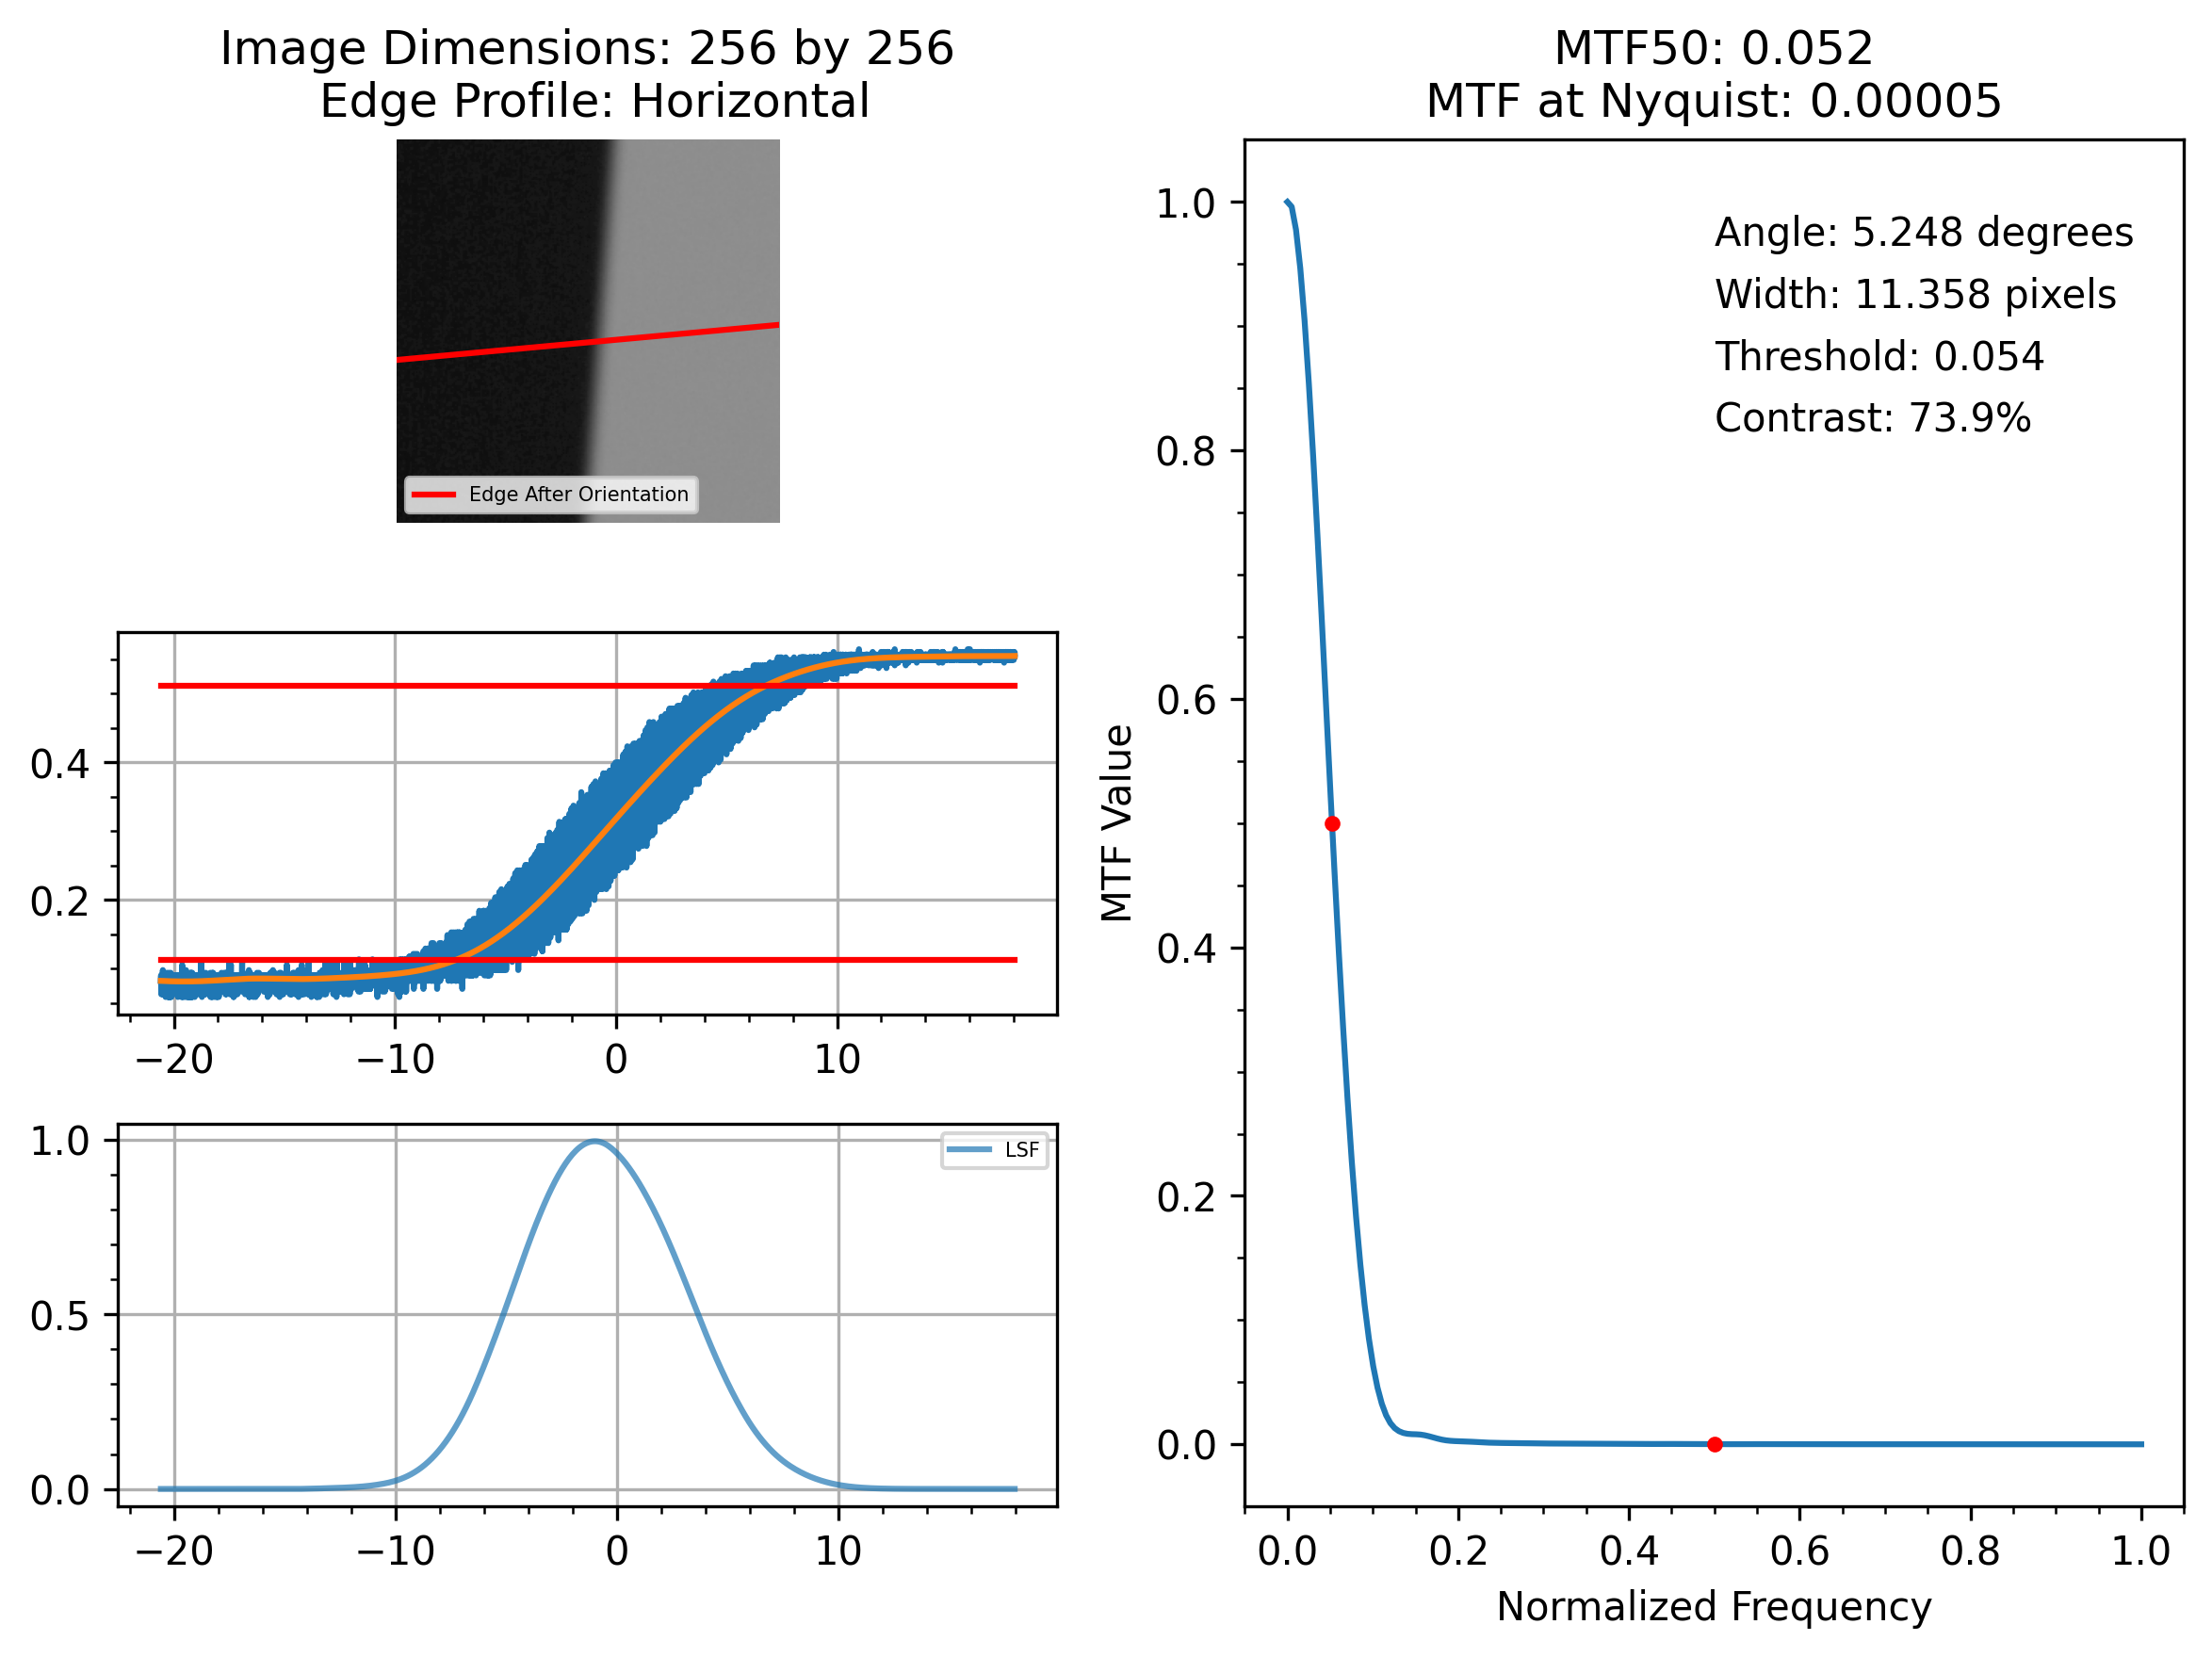 Image Dimensions: 256 by 256
Edge Profile: Horizontal
Edge After Orientation
0.4
0.2
−20 −10 0 10
1.0
0.5
0.0
LSF
−20 −10 0 10
MTF50: 0.052
MTF at Nyquist: 0.00005
Angle: 5.248 degrees
Width: 11.358 pixels
Threshold: 0.054
Contrast: 73.9%
MTF Value
1.0
0.8
0.6
0.4
0.2
0.0
0.0 0.2 0.4 0.6 0.8 1.0
Normalized Frequency